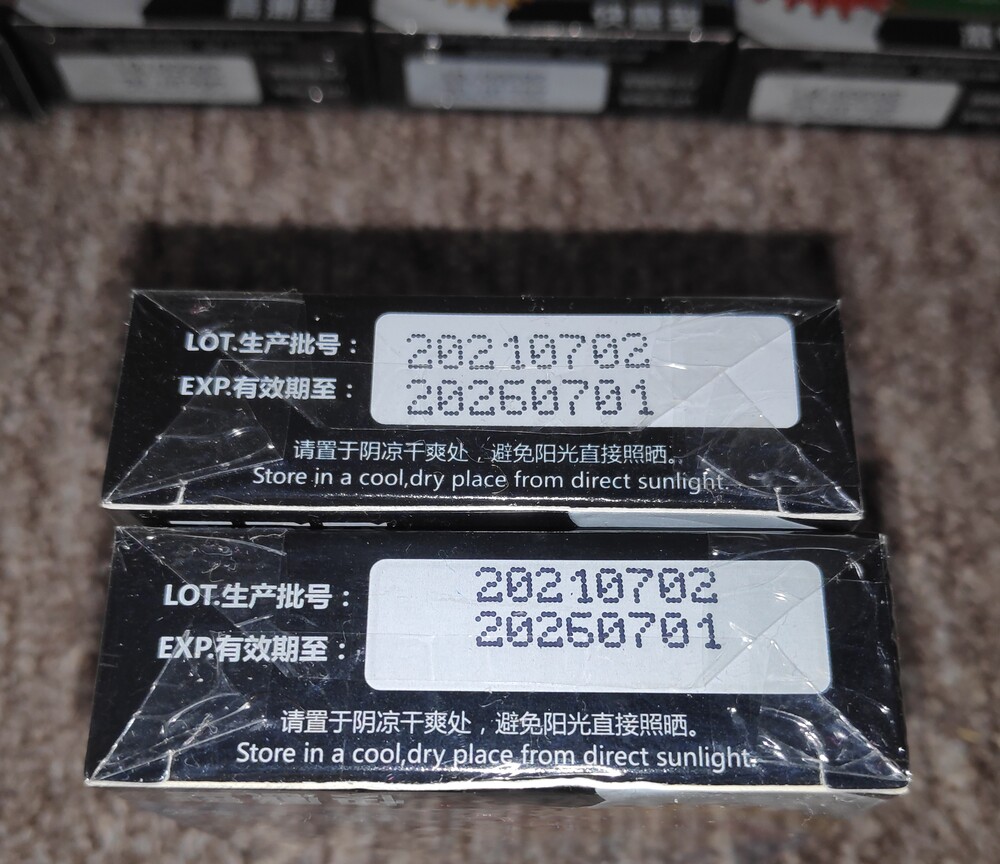 快感型
LOT.生产批号：
20210702
EXP.有效期至：
20260701
请置于阴凉干爽处，避免阳光直接照晒。
Store in a cool,dry place from direct sunlight.
LOT.生产批号：
20210702
EXP.有效期至：
20260701
请置于阴凉干爽处，避免阳光直接照晒。
Store in a cool,dry place from direct sunlight.